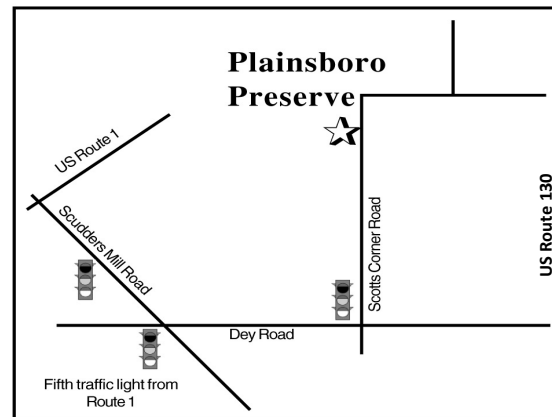 Plainsboro
Preserve
US Route 1
Scudders Mill Road
Scotts Corner Road
US Route 130
Dey Road
Fifth traffic light from
Route 1